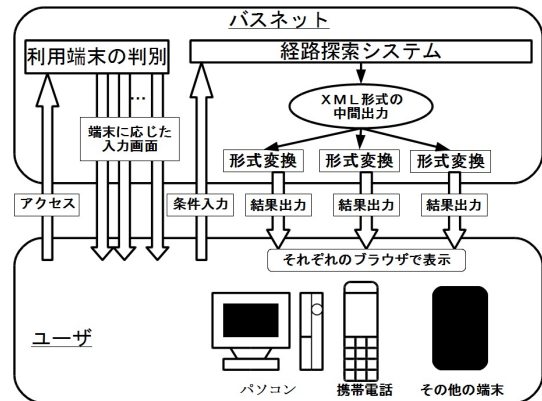 バスネット
利用端末の判別
経路探索システム
...
XML形式の
中間出力
端末に応じた
入力画面
形式変換
形式変換
形式変換
アクセス
条件入力
結果出力
結果出力
結果出力
それぞれのブラウザで表示
ユーザ
パソコン
携帯電話
その他の端末